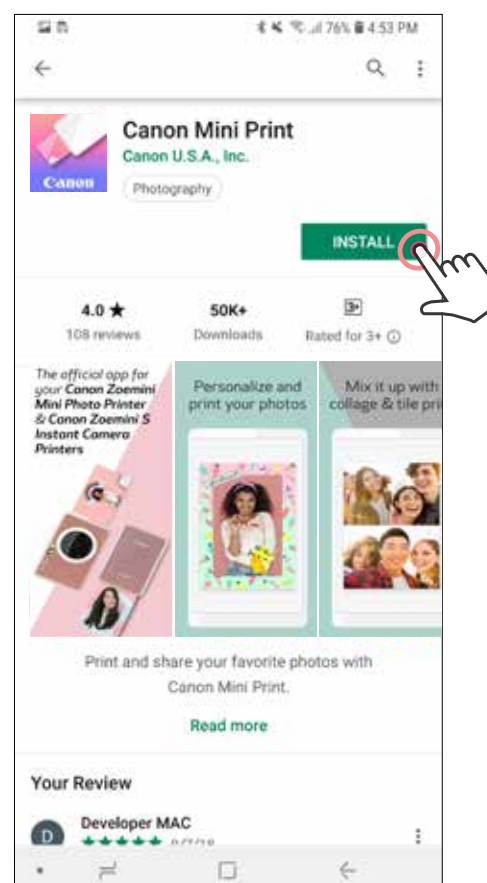 76% 4:53 PM
Canon Mini Print
Canon U.S.A., Inc.
Canon
Photography
INSTALL
4.0 ★
50K+
3+
108 reviews
Downloads
Rated for 3+
The official app for
your Canon Zoemini
Mini Photo Printer
& Canon Zoemini S
Instant Camera
Printers
Personalize and
print your photos
Mix it up with
collage & tile pri
Print and share your favorite photos with
Canon Mini Print.
Read more
Your Review
D
Developer MAC